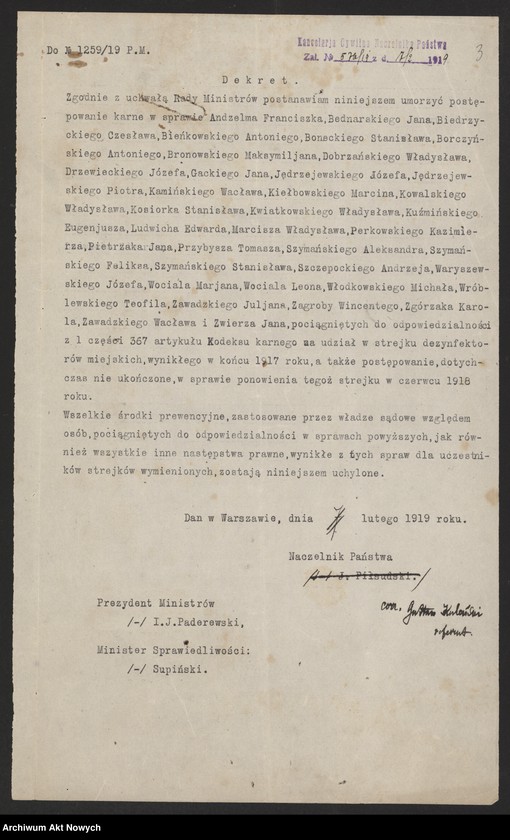 Do № 1259/19 P.M.
Kancelarja Cywilna Naczelnika Państwa
Zał. № d. 1919
3
Dekret.
Zgodnie z uchwałą Rady Ministrów postanawiam niniejszem umorzyć postę-
powanie karne w sprawie Andzelma Franciszka,Bednarskiego Jana,Biedrzy-
ckiego Czesława,Bieńkowskiego Antoniego,Bonsckiego Stanisława,Borczyń-
skiego Antoniego,Bronowskiego Maksymiljana,Dobrzańskiego Władysława,
Drzewieckiego Józefa,Gackiego Jana,Jędrzejewskiego Józefa,Jędrzejew-
skiego Piotra,Kamińskiego Wacława,Kiełbowskiego Marcina,Kowalskiego
Władysława,Kosiorka Stanisława,Kwiatkowskiego Władysława,Kuźmińskiego
Eugenjusza,Ludwicha Edwarda,Marcisza Władysława,Perkowskiego Kazimie-
rza,Pietrzaka Jana,Przybysza Tomasza,Szymańskiego Aleksandra,Szymań-
skiego Feliksa,Szymańskiego Stanisława,Szczepockiego Andrzeja,Waryszew-
skiego Józefa,Wociala Marjana,Wociala Leona,Włodkowskiego Michała,Wrób-
lewskiego Teofila,Zawadzkiego Juljana,Zagroby Wincentego,Zgórzaka Karo-
la,Zawadzkiego Wacława i Zwierza Jana,pociągniętych do odpowiedzialności
z 1 części 367 artykułu Kodeksu karnego za udział w strejku dezynfekto-
rów miejskich,wynikłego w końcu 1917 roku,a także postępowanie,dotych-
czas nie ukończone,w sprawie ponowienia tegoż strejku w czerwcu 1918
roku.
Wszelkie środki prewencyjne,zastosowane przez władze sądowe względem
osób,pociągniętych do odpowiedzialności w sprawach powyższych,jak rów-
nież wszystkie inne następstwa prawne,wynikłe z tych spraw dla uczestni-
ków strejków wymienionych,zostają niniejszem uchylone.
Dan w Warszawie, dnia lutego 1919 roku.
Naczelnik Państwa
/-/ J. Piłsudski./
referent.
Prezydent Ministrów
/-/ I.J.Paderewski,
Minister Sprawiedliwości:
/-/ Supiński.
Archiwum Akt Nowych